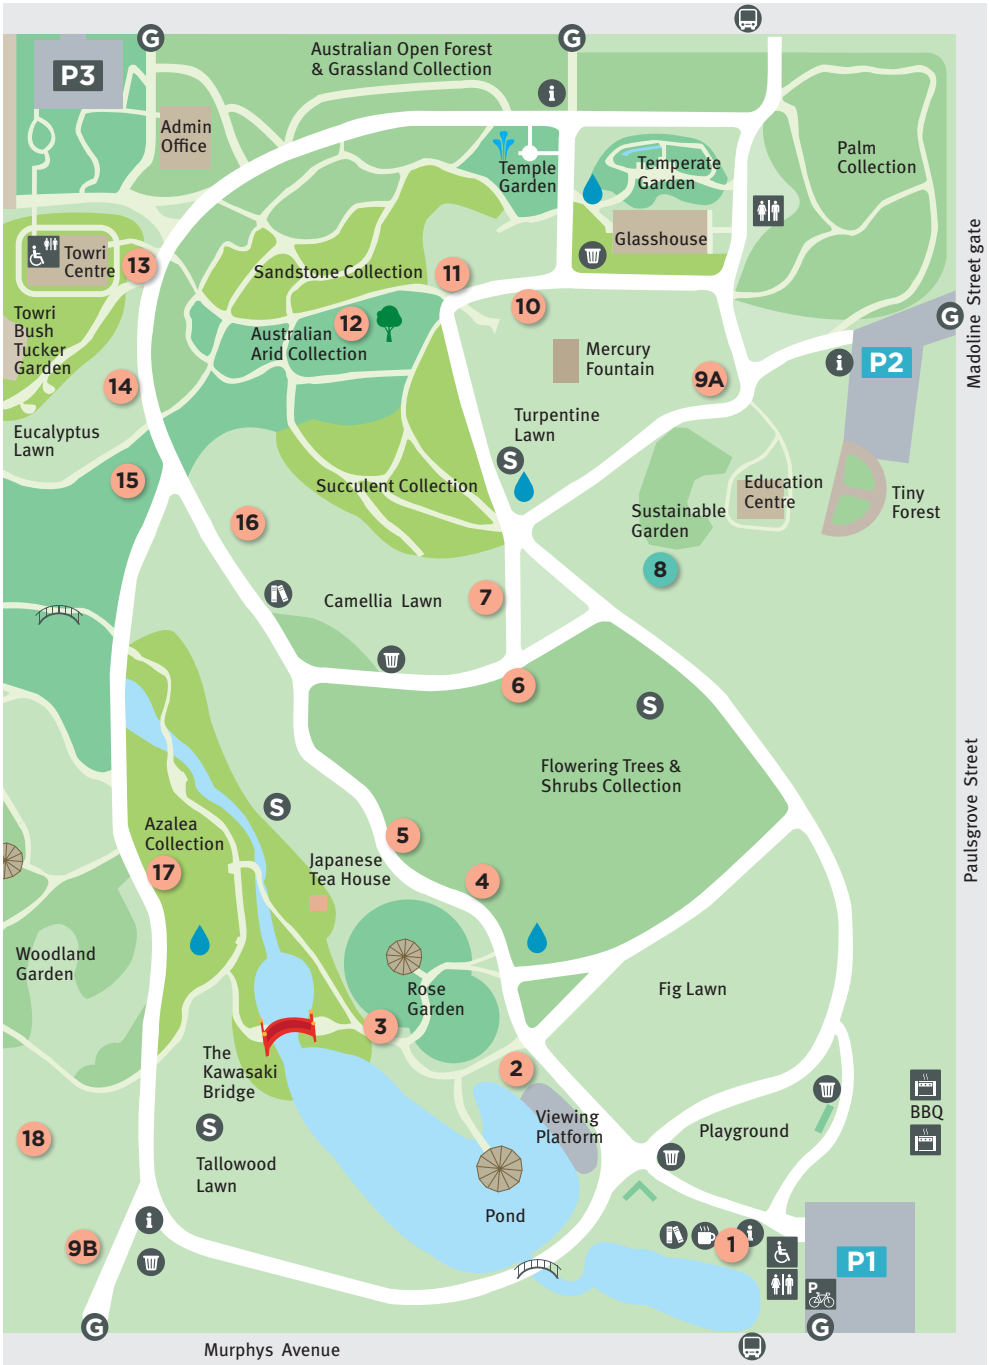 G
G
P3
Australian Open Forest
& Grassland Collection
i
Admin
Office
Temple
Garden
Temperate
Garden
Palm
Collection
Glasshouse
Towri
Centre
13
Sandstone Collection
11
10
12
Australian
Arid Collection
Towri
Bush
Tucker
Garden
14
Mercury
Fountain
9A
i
P2
G
Madoline Street gate
Eucalyptus
Lawn
Turpentine
Lawn
S
15
Succulent Collection
16
Education
Centre
Sustainable
Garden
Tiny
Forest
8
7
Camellia Lawn
6
S
Flowering Trees &
Shrubs Collection
Paulsgrove Street
S
Azalea
Collection
17
5
4
Japanese
Tea House
Woodland
Garden
Rose
Garden
Fig Lawn
3
The
Kawasaki
Bridge
2
Viewing
Platform
Playground
BBQ
18
S
Tallowood
Lawn
Pond
i
9B
1
i
P1
P
G
G
Murphys Avenue